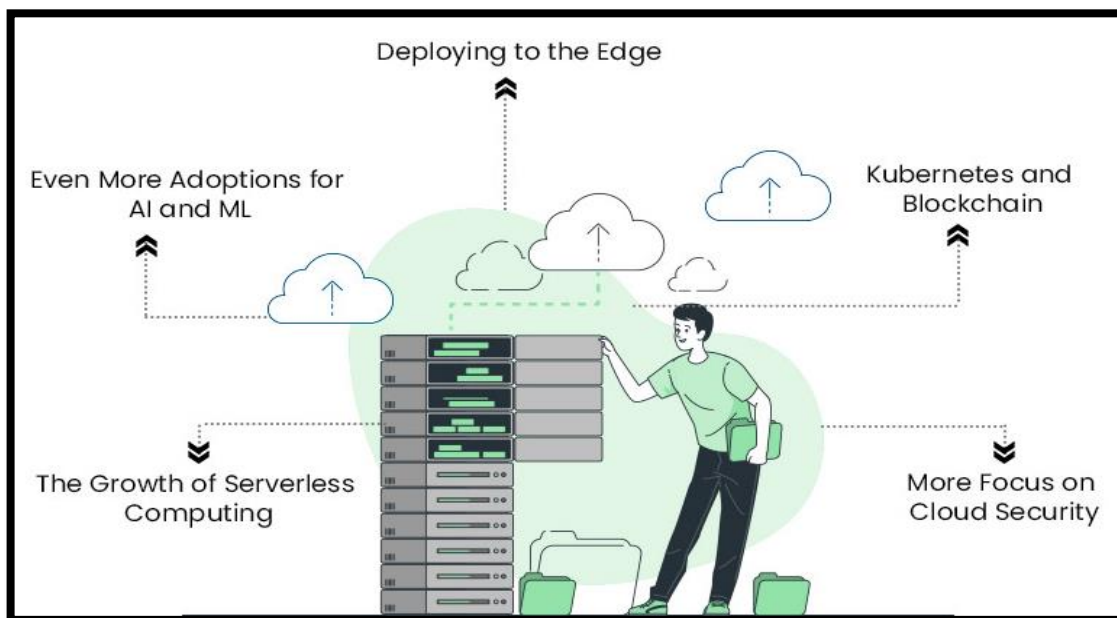 Deploying to the Edge
Even More Adoptions for
AI and ML
Kubernetes and
Blockchain
The Growth of Serverless
Computing
More Focus on
Cloud Security